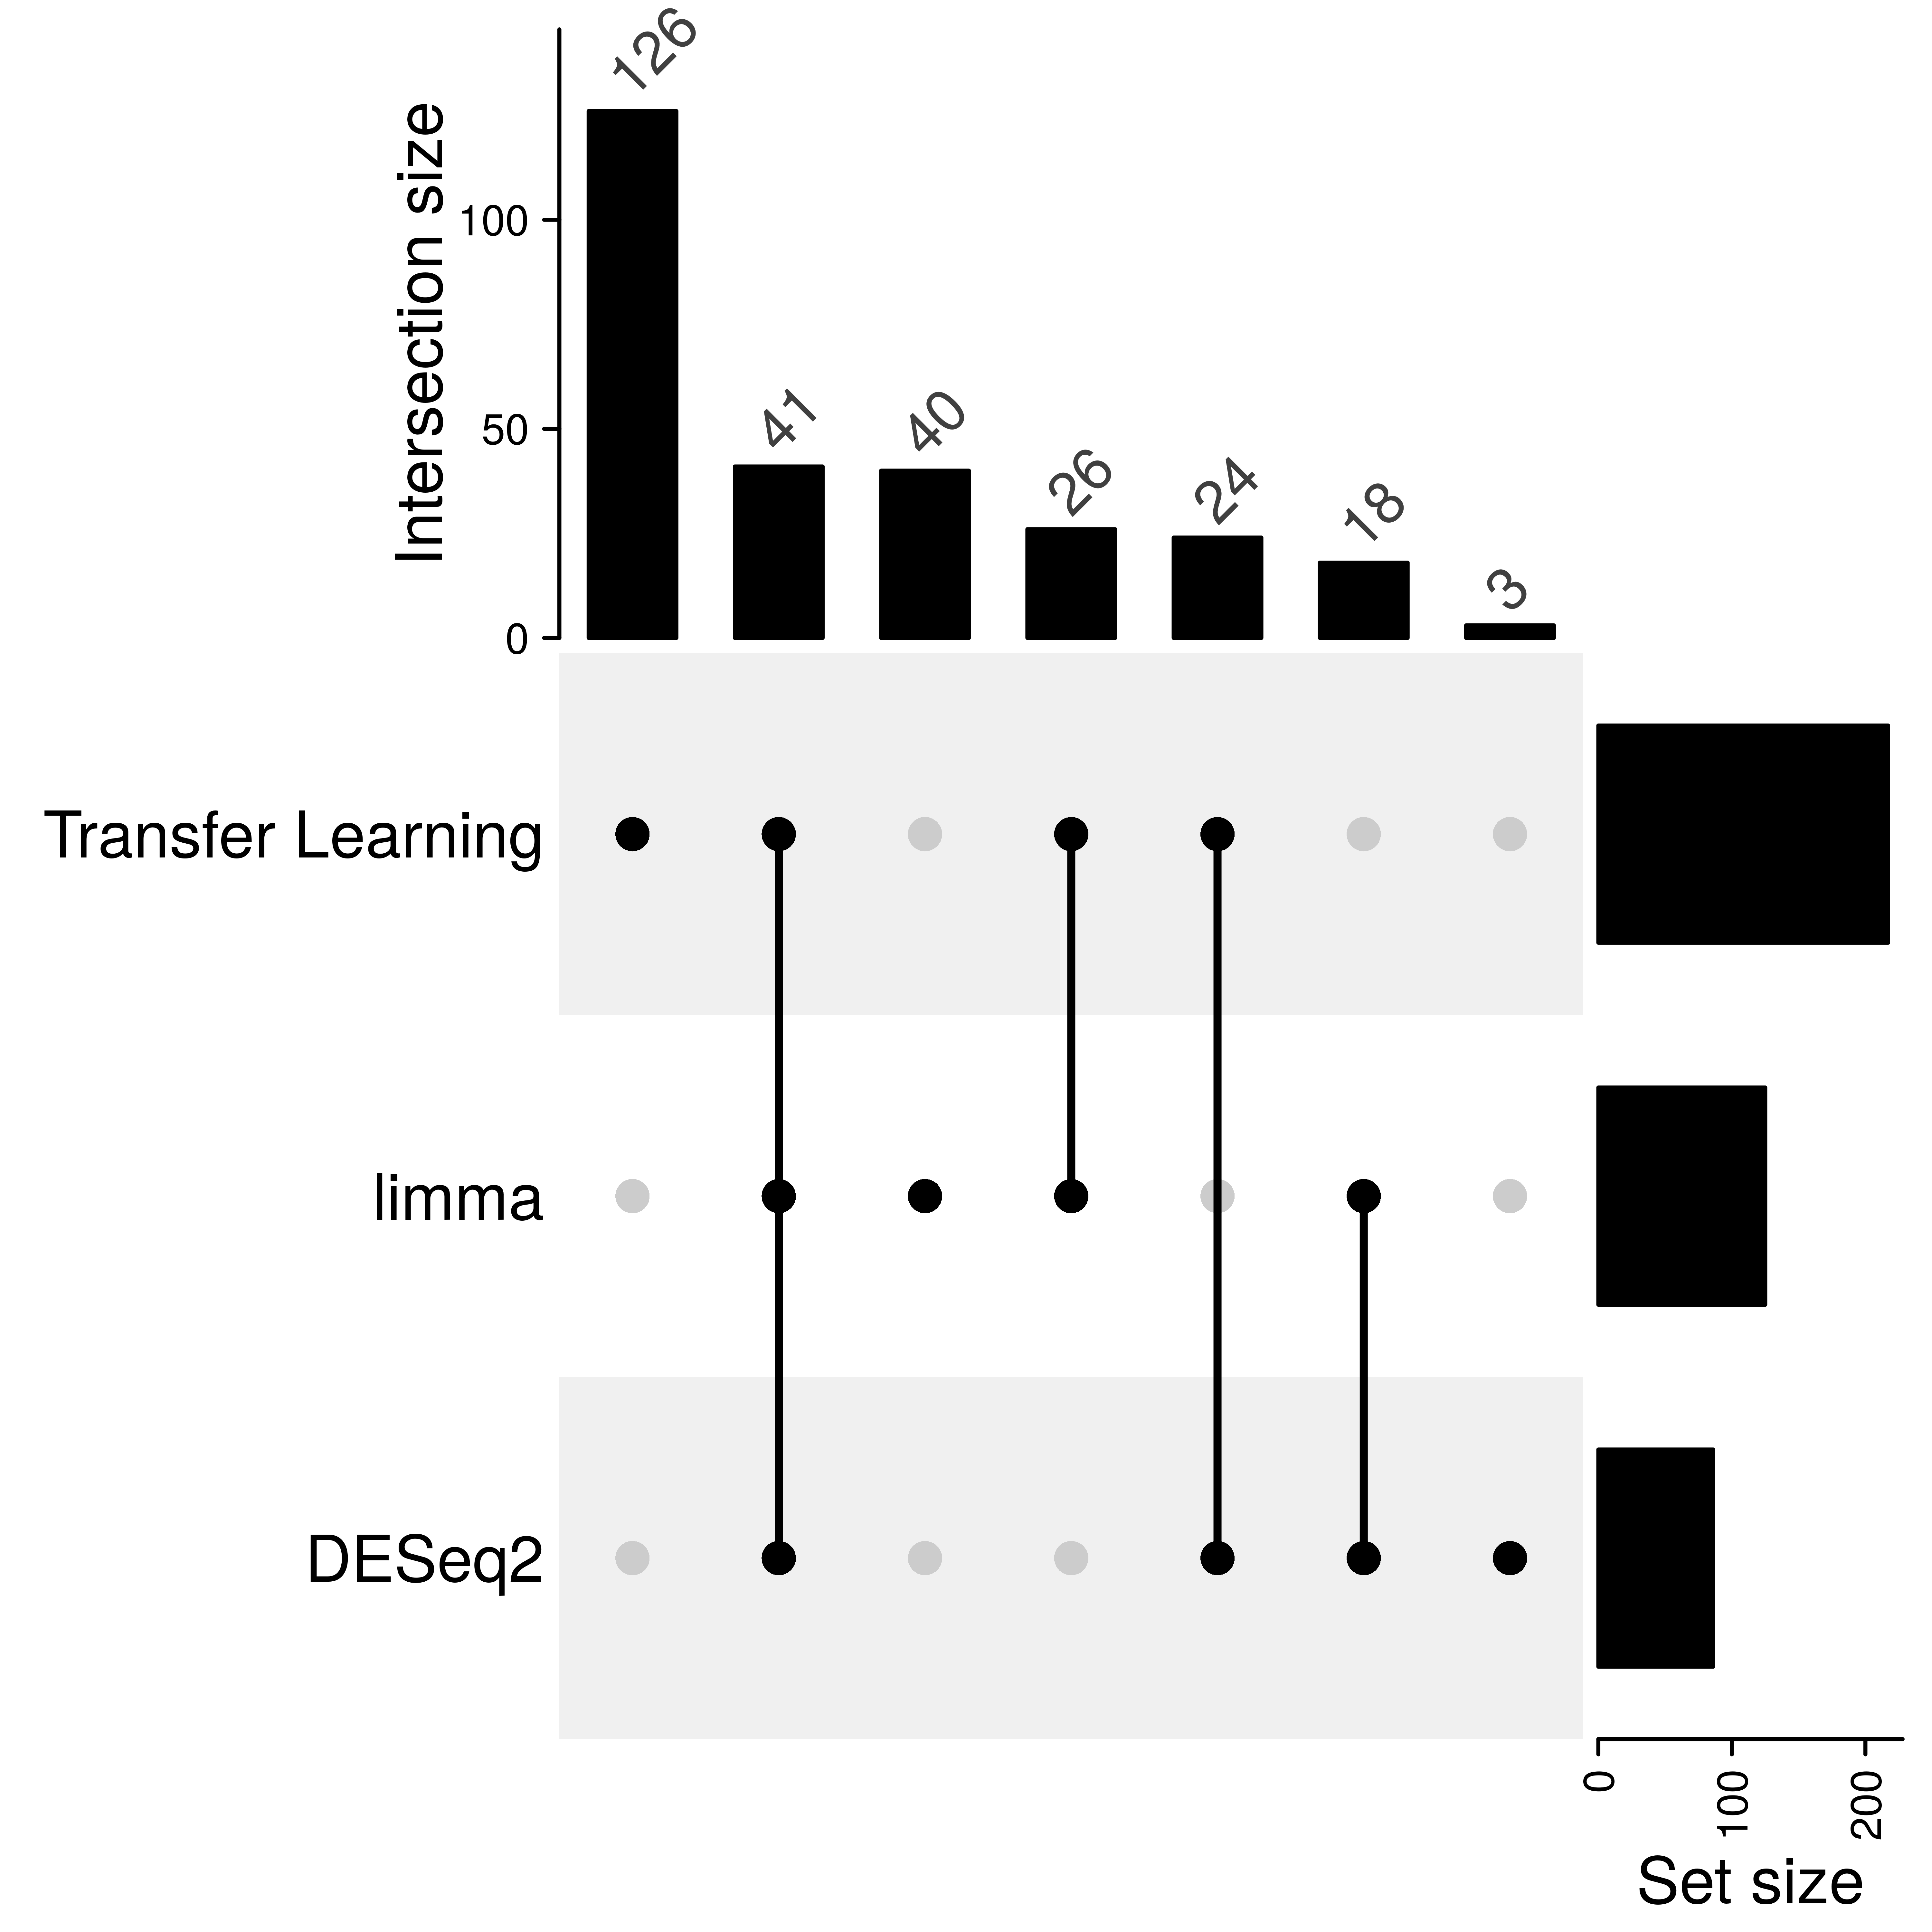 126
41
40
26
24
18
3
Intersection size
100
50
0
Transfer Learning
limma
DESeq2
0
100
200
Set size